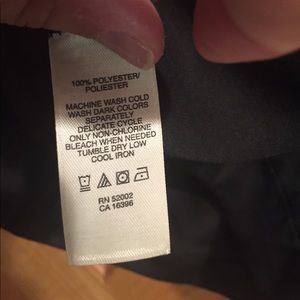 100% POLYESTER/
POLIESTER
MACHINE WASH COLD
WASH DARK COLORS
SEPARATELY
DELICATE CYCLE
ONLY NON-CHLORINE
BLEACH WHEN NEEDED
TUMBLE DRY LOW
COOL IRON
RN 52002
CA 16396